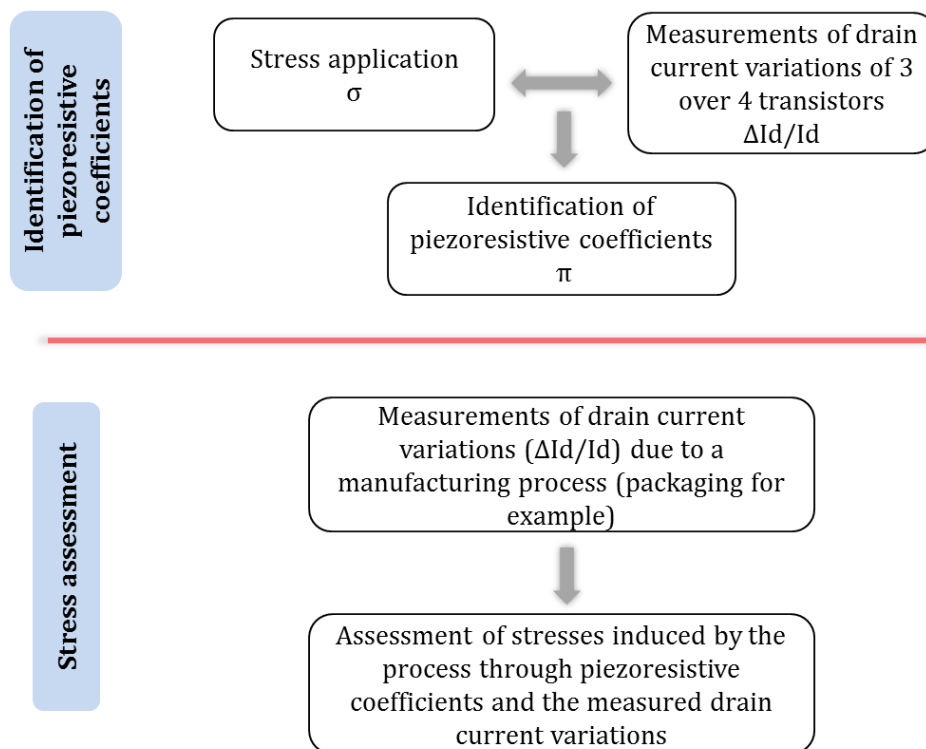 Identification of
piezoresistive
coefficients
Stress application
σ
Measurements of drain
current variations of 3
over 4 transistors
ΔId/Id
Identification of
piezoresistive coefficients
π
Stress assessment
Measurements of drain current
variations (ΔId/Id) due to a
manufacturing process (packaging for
example)
Assessment of stresses induced by the
process through piezoresistive
coefficients and the measured drain
current variations